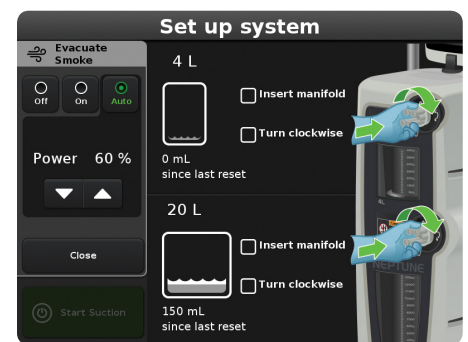 Set up system
Evacuate
Smoke
Off
On
Auto
Power 60 %
Close
Start Suction
4 L
Insert manifold
Turn clockwise
0 mL
since last reset
20 L
Insert manifold
Turn clockwise
150 mL
since last reset
4L
NEPTUNE